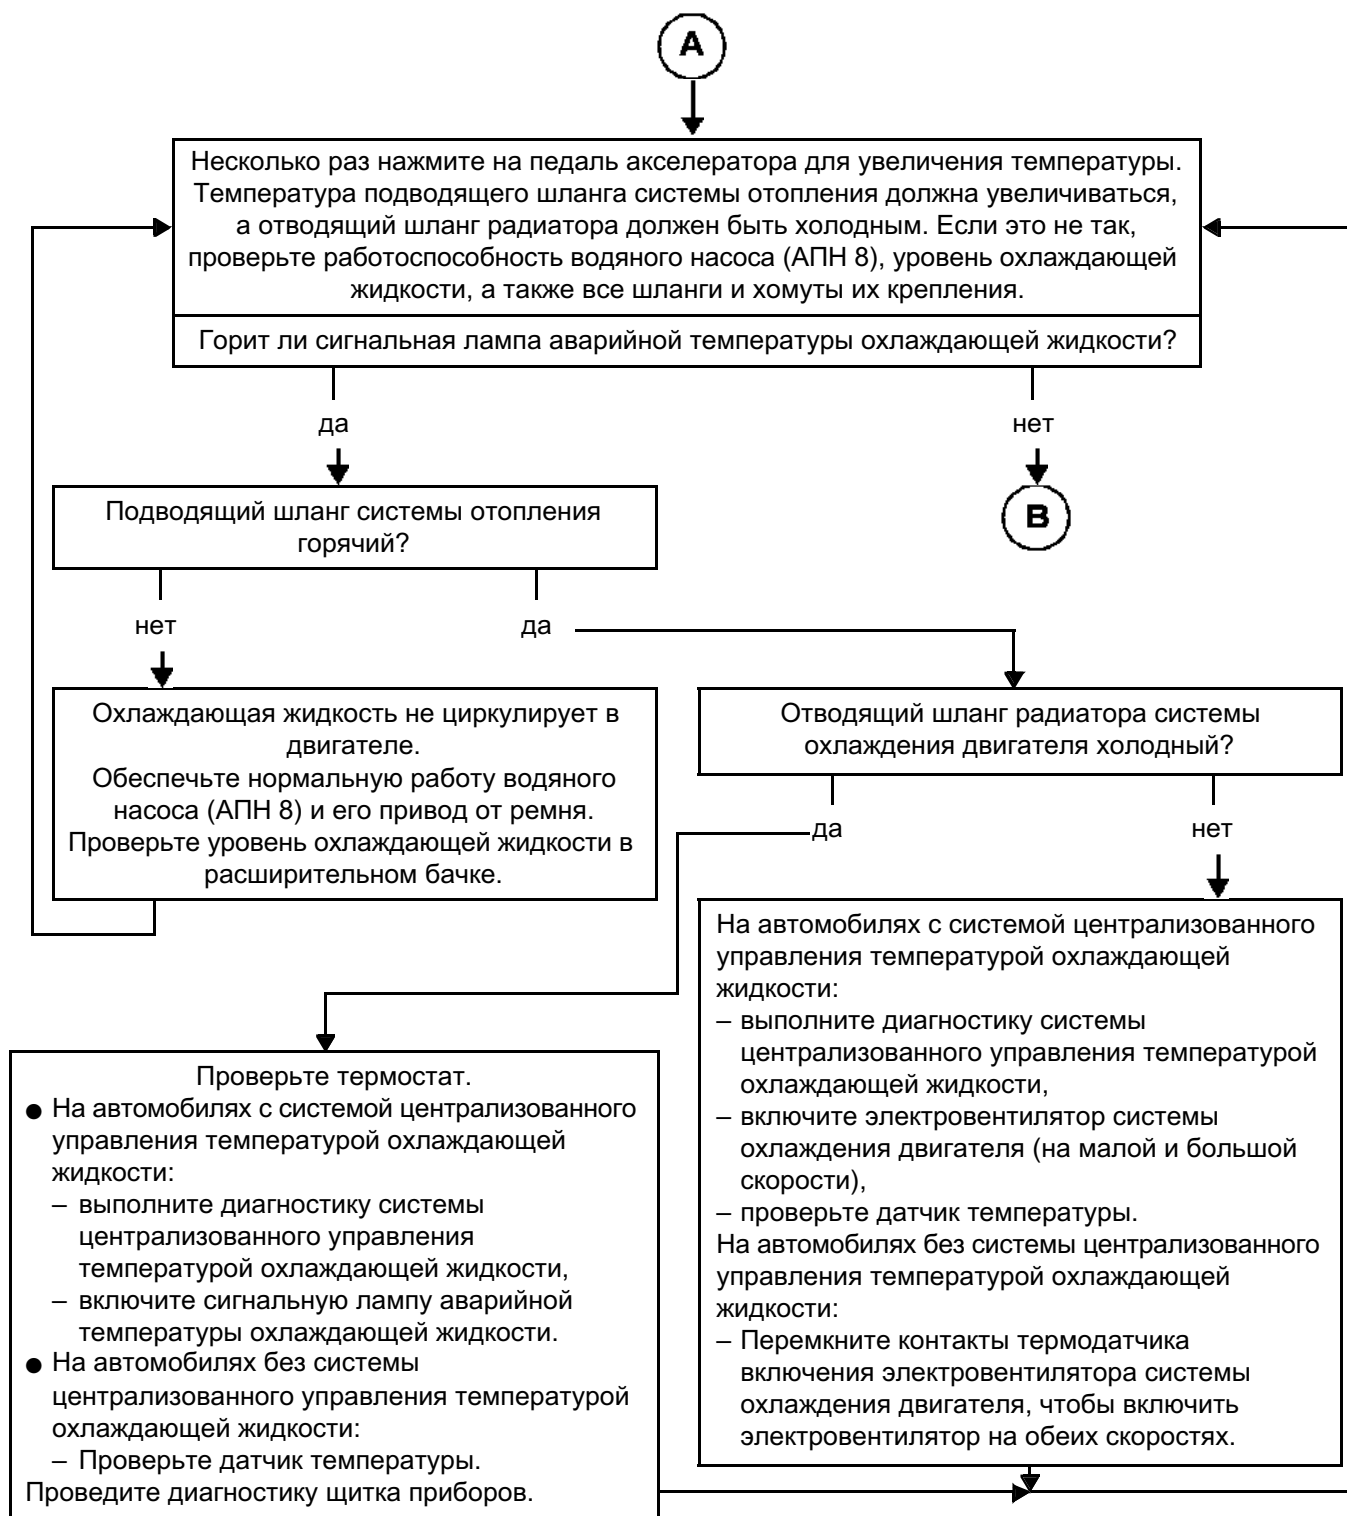 A
Несколько раз нажмите на педаль акселератора для увеличения температуры.
Температура подводящего шланга системы отопления должна увеличиваться,
а отводящий шланг радиатора должен быть холодным. Если это не так,
проверьте работоспособность водяного насоса (АПН 8), уровень охлаждающей
жидкости, а также все шланги и хомуты их крепления.
Горит ли сигнальная лампа аварийной температуры охлаждающей жидкости?
да
нет
B
Подводящий шланг системы отопления
горячий?
нет
да
Охлаждающая жидкость не циркулирует в
двигателе.
Обеспечьте нормальную работу водяного
насоса (АПН 8) и его привод от ремня.
Проверьте уровень охлаждающей жидкости в
расширительном бачке.
Отводящий шланг радиатора системы
охлаждения двигателя холодный?
да
нет
Проверьте термостат.
● На автомобилях с системой централизованного
управления температурой охлаждающей
жидкости:
– выполните диагностику системы
централизованного управления
температурой охлаждающей жидкости,
– включите сигнальную лампу аварийной
температуры охлаждающей жидкости.
● На автомобилях без системы
централизованного управления температурой
охлаждающей жидкости:
– Проверьте датчик температуры.
Проведите диагностику щитка приборов.
На автомобилях с системой централизованного
управления температурой охлаждающей
жидкости:
– выполните диагностику системы
централизованного управления температурой
охлаждающей жидкости,
– включите электровентилятор системы
охлаждения двигателя (на малой и большой
скорости),
– проверьте датчик температуры.
На автомобилях без системы централизованного
управления температурой охлаждающей
жидкости:
– Перемкните контакты термодатчика
включения электровентилятора системы
охлаждения двигателя, чтобы включить
электровентилятор на обеих скоростях.